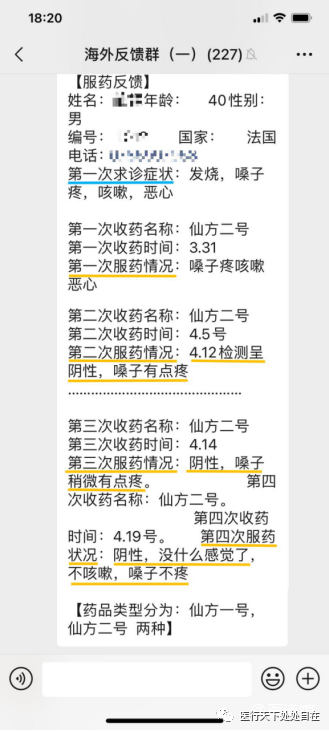 18:20
海外反馈群（一）(227)
【服药反馈】
姓名： 年龄： 40性别：
男
编号： 国家： 法国
电话：
第一次求诊症状：发烧，嗓子
疼，咳嗽，恶心
第一次收药名称：仙方二号
第一次收药时间：3.31
第一次服药情况：嗓子疼咳嗽
恶心
第二次收药名称：仙方二号
第二次收药时间：4.5号
第二次服药情况：4.12检测呈
阴性，嗓子有点疼
………………………………………
第三次收药名称：仙方二号
第三次收药时间：4.14
第三次服药情况：阴性，嗓子
稍微有点疼。 第四
次收药名称：仙方二号。
第四次收药
时间：4.19号。 第四次服药
状况：阴性，没什么感觉了，
不咳嗽，嗓子不疼
【药品类型分为：仙方一号，
仙方二号 两种】
医行天下处处自在